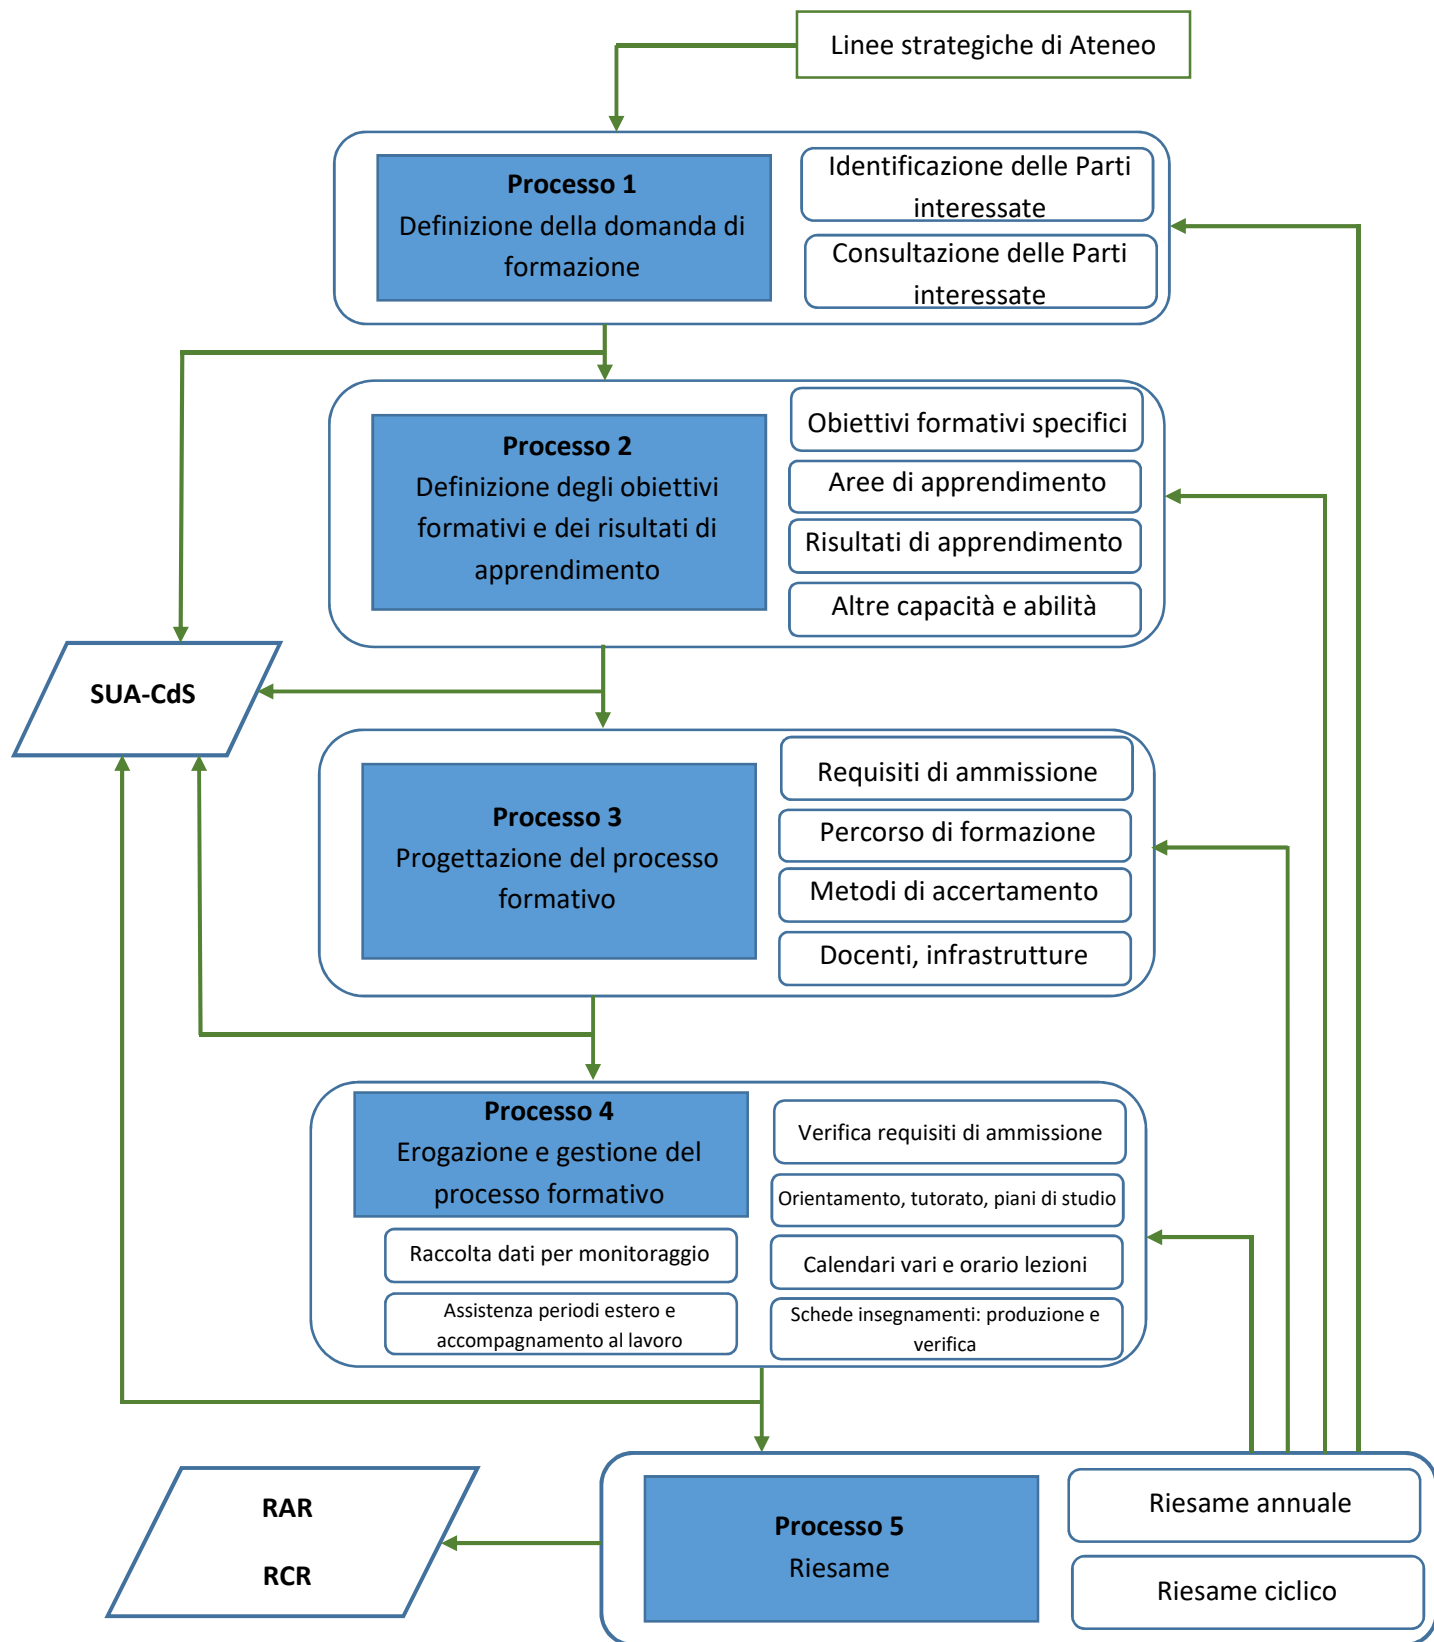 Linee strategiche di Ateneo
Processo 1
Definizione della domanda di
formazione
Identificazione delle Parti
interessate
Consultazione delle Parti
interessate
Processo 2
Definizione degli obiettivi
formativi e dei risultati di
apprendimento
Obiettivi formativi specifici
Aree di apprendimento
Risultati di apprendimento
Altre capacità e abilità
SUA-CdS
Processo 3
Progettazione del processo
formativo
Requisiti di ammissione
Percorso di formazione
Metodi di accertamento
Docenti, infrastrutture
Processo 4
Erogazione e gestione del
processo formativo
Raccolta dati per monitoraggio
Assistenza periodi estero e
accompagnamento al lavoro
Verifica requisiti di ammissione
Orientamento, tutorato, piani di studio
Calendari vari e orario lezioni
Schede insegnamenti: produzione e
verifica
RAR
RCR
Processo 5
Riesame
Riesame annuale
Riesame ciclico